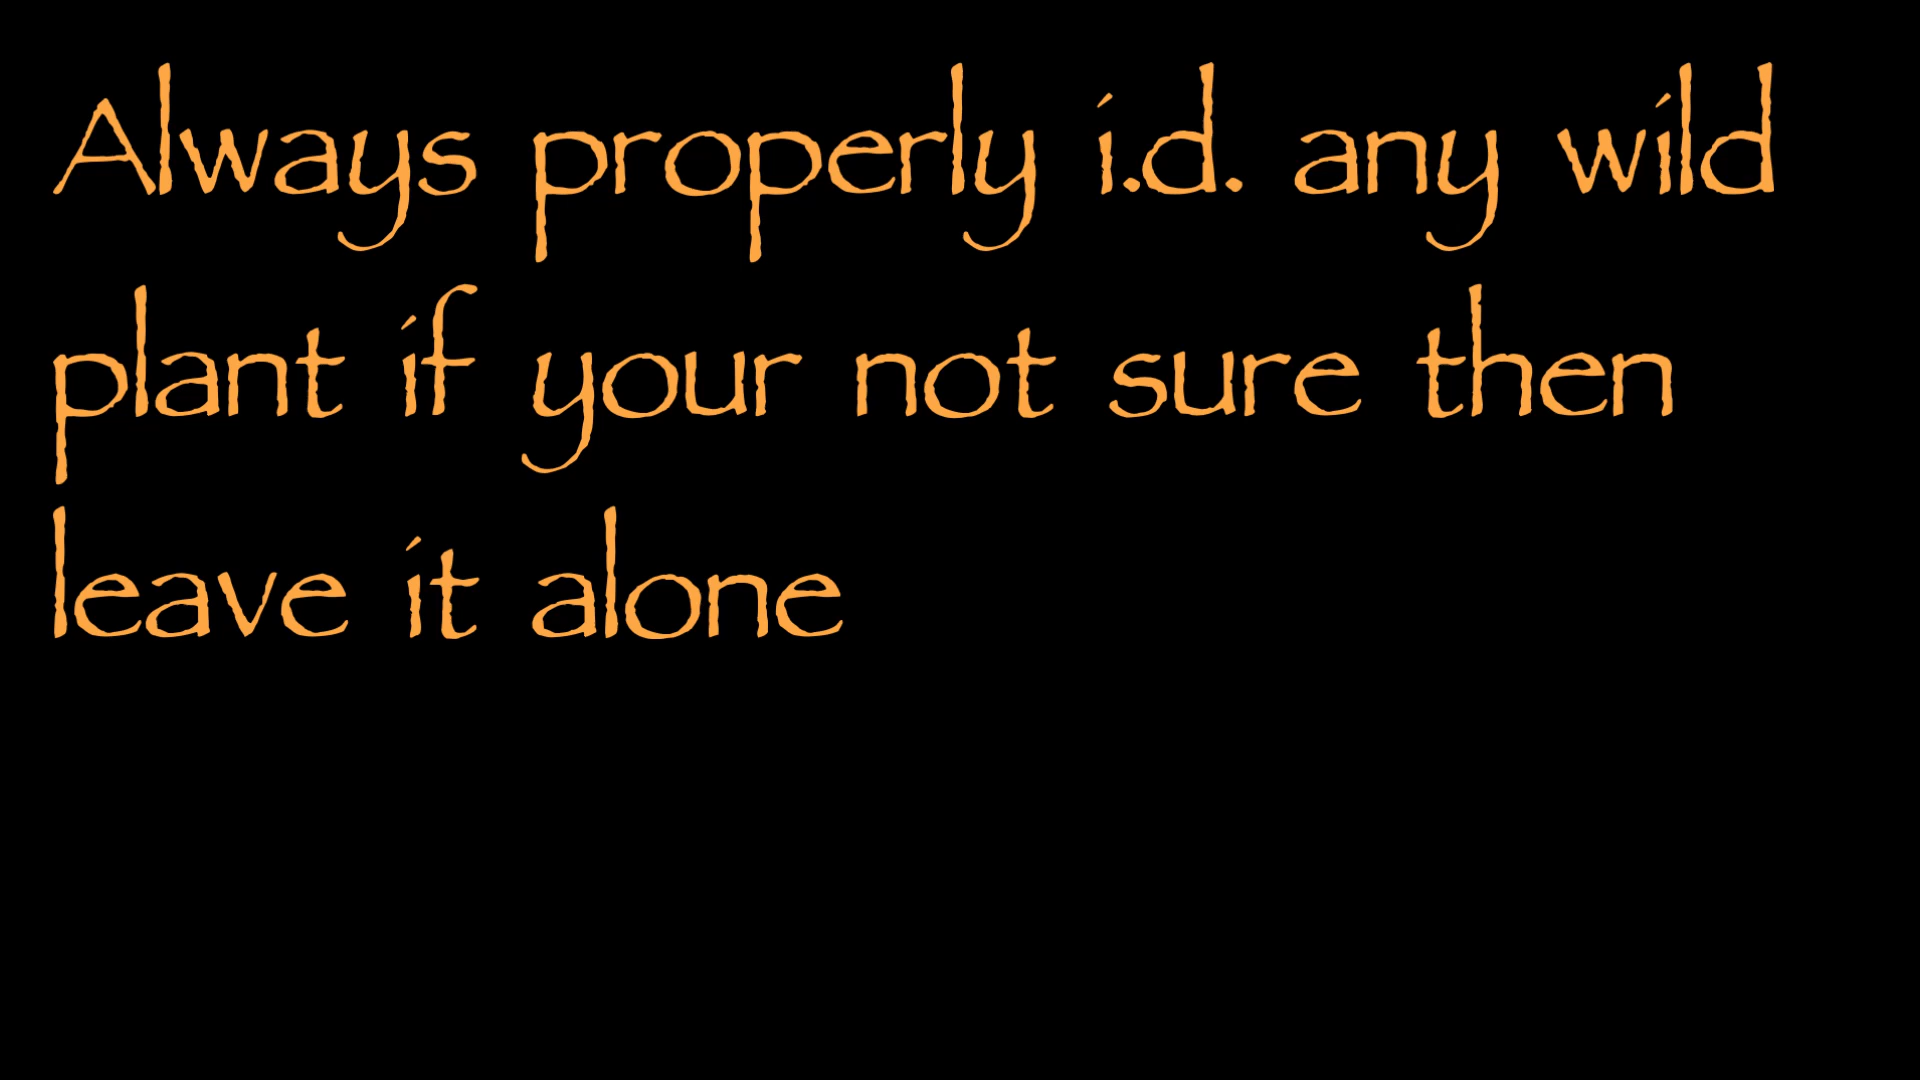 Always properly i.d. any wild
plant if your not sure then
leave it alone